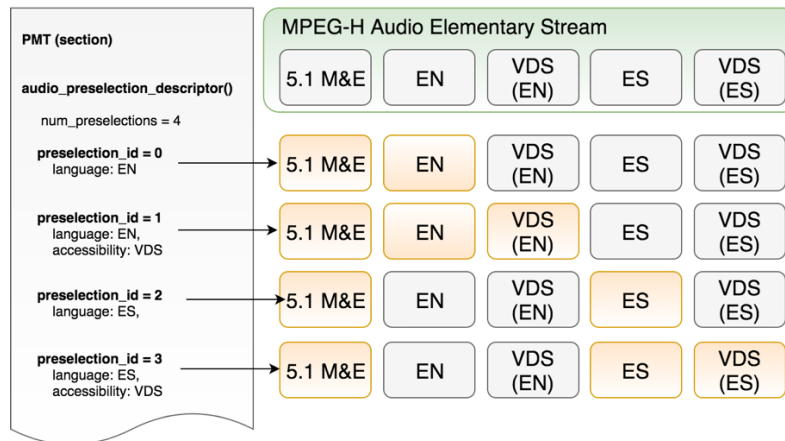 PMT (section)
audio_preselection_descriptor()
num_preselections = 4
preselection_id = 0
language: EN
preselection_id = 1
language: EN,
accessibility: VDS
preselection_id = 2
language: ES,
preselection_id = 3
language: ES,
accessibility: VDS
MPEG-H Audio Elementary Stream
5.1 M&E EN VDS (EN) ES VDS (ES)
5.1 M&E EN VDS (EN) ES VDS (ES)
5.1 M&E EN VDS (EN) ES VDS (ES)
5.1 M&E EN VDS (EN) ES VDS (ES)
5.1 M&E EN VDS (EN) ES VDS (ES)